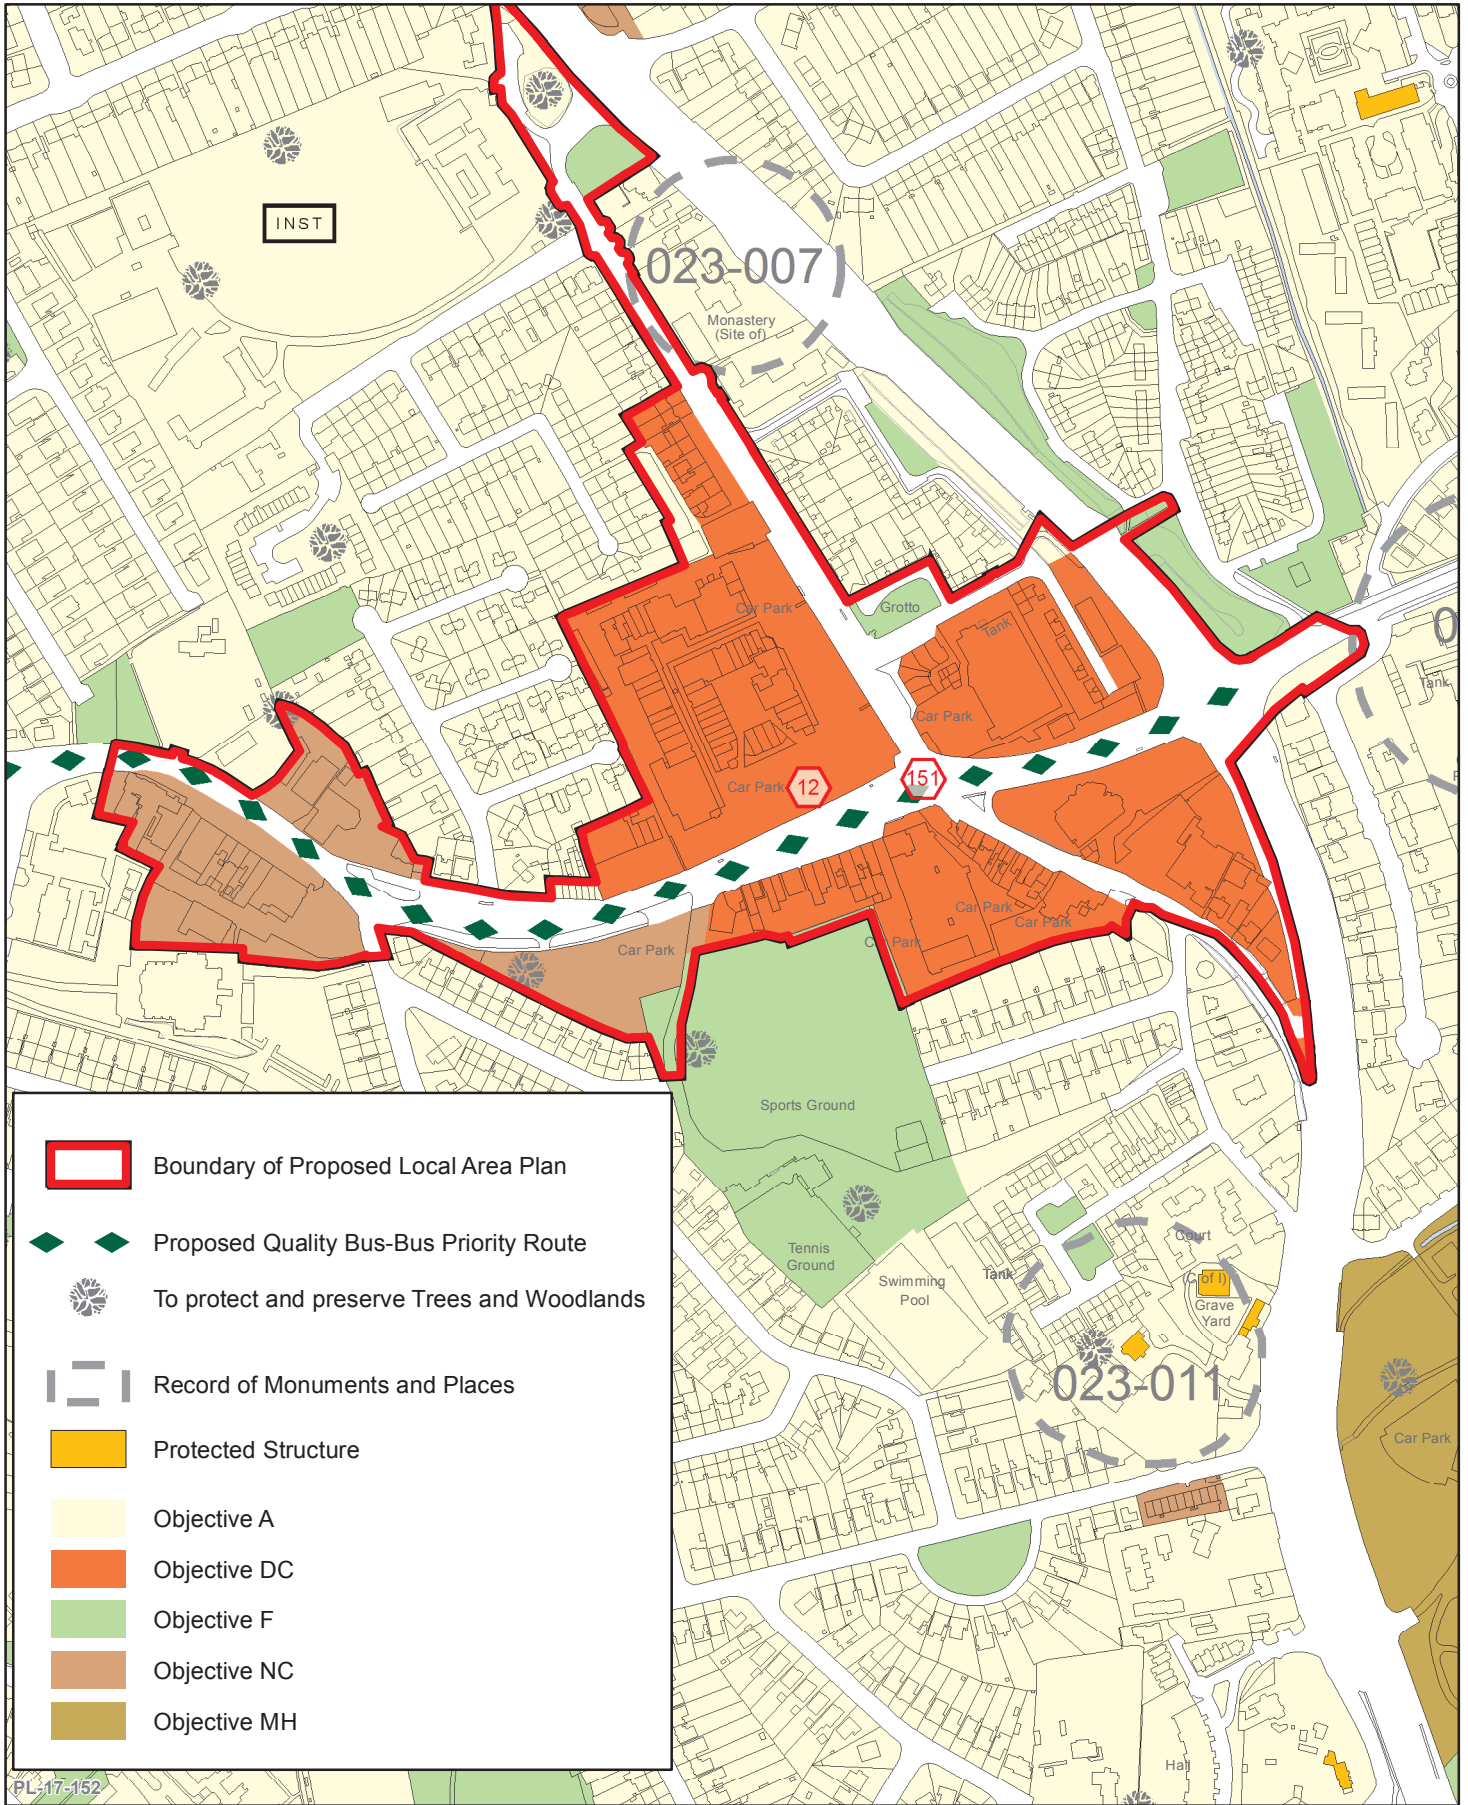 INST
023-007
Monastery
(Site of)
Car Park
Grotto
Tank
0
Tank
Car Park
Car Park
12
151
Car Park
Car Park
Car Park
Car Park
Sports Ground
Boundary of Proposed Local Area Plan
Proposed Quality Bus-Bus Priority Route
To protect and preserve Trees and Woodlands
Record of Monuments and Places
Protected Structure
Objective A
Objective DC
Objective F
Objective NC
Objective MH
Tennis
Ground
Swimming
Pool
Tank
Court
(C of I)
Grave
Yard
023-011
Car Park
Hall
PL-17-152